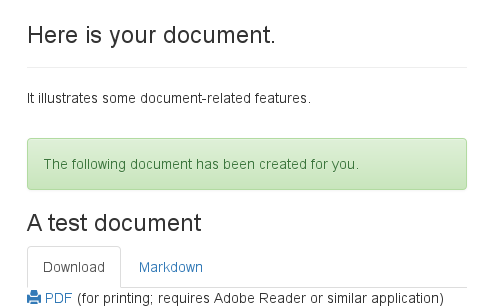 Here is your document.
It illustrates some document-related features.
The following document has been created for you.
A test document
Download Markdown
PDF (for printing; requires Adobe Reader or similar application)